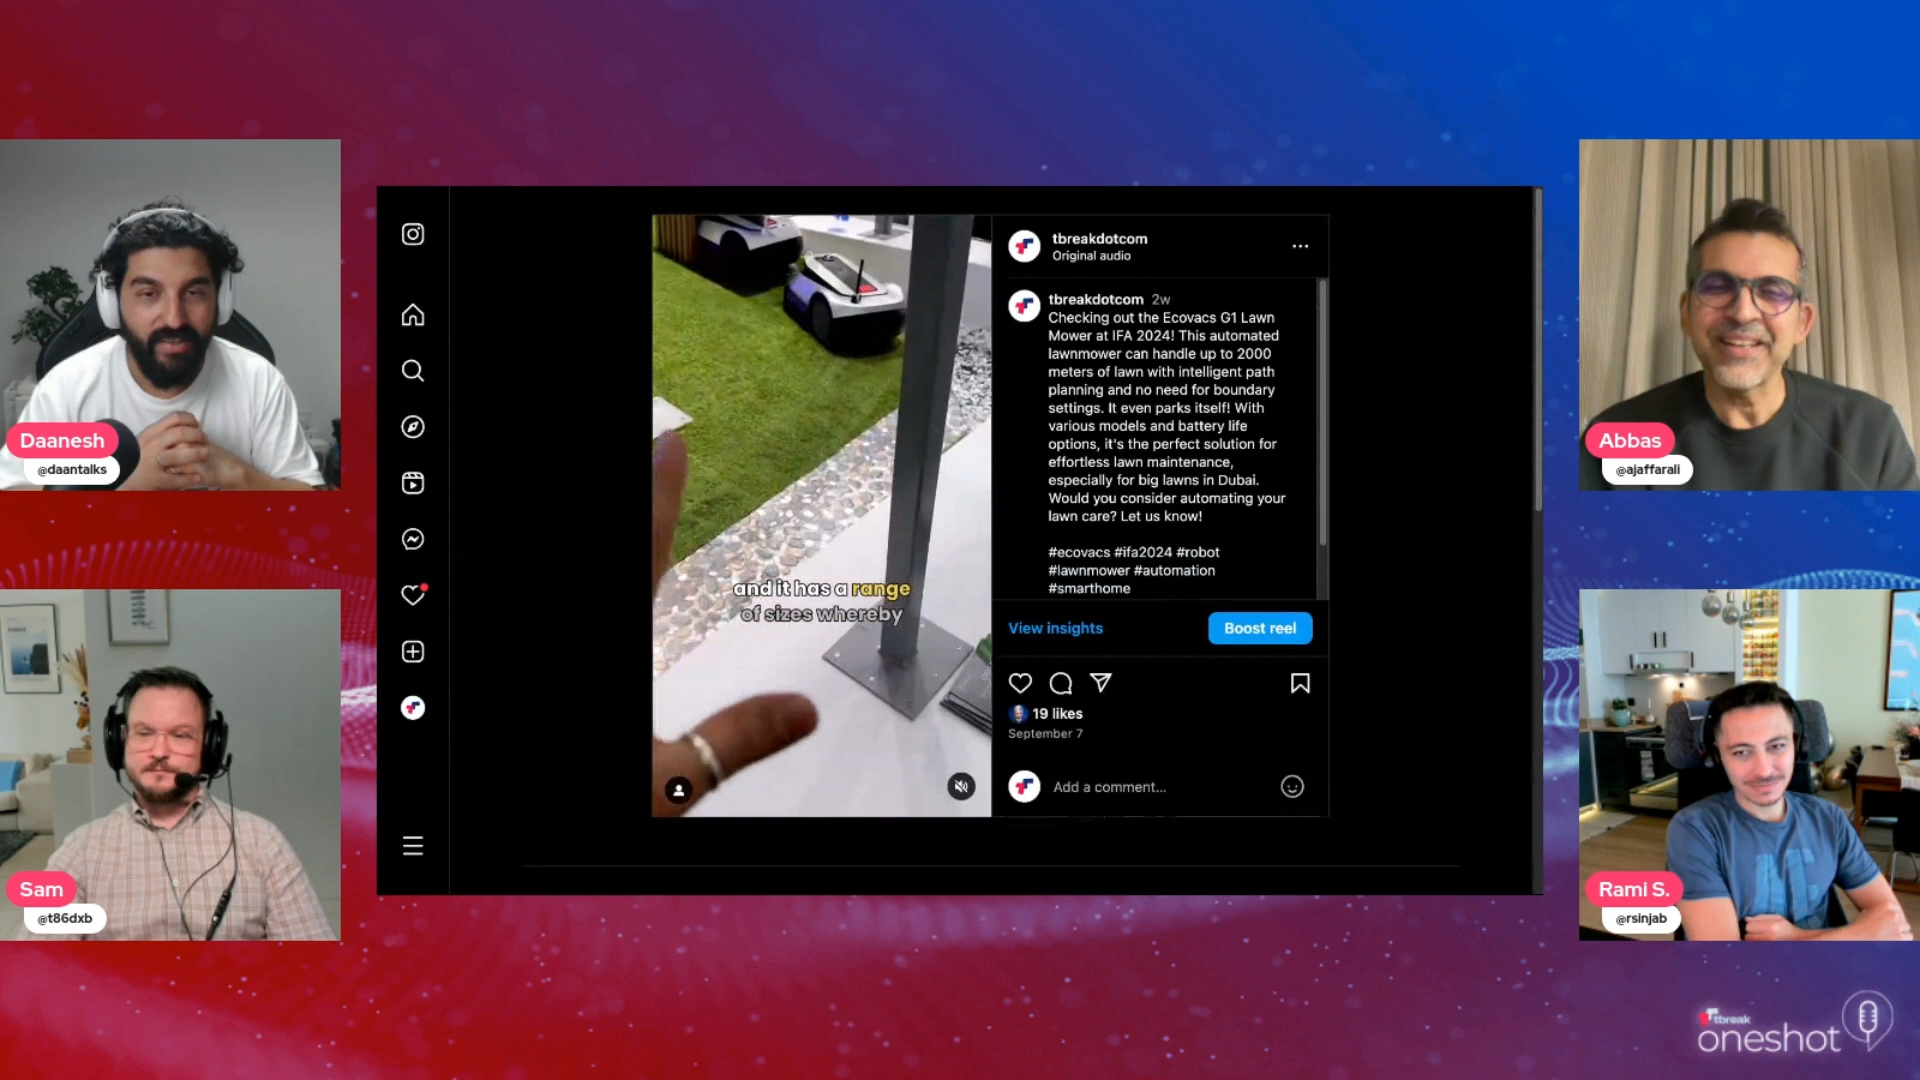 Daanesh
@daantalks
Sam
@t86dxb
and it has a range
of sizes whereby
tbreakdotcom
Original audio
tbreakdotcom 2w
Checking out the Ecovacs G1 Lawn
Mower at IFA 2024! This automated
lawnmower can handle up to 2000
meters of lawn with intelligent path
planning and no need for boundary
settings. It even parks itself! With
various models and battery life
options, it's the perfect solution for
effortless lawn maintenance,
especially for big lawns in Dubai.
Would you consider automating your
lawn care? Let us know!
#ecovacs #ifa2024 #robot
#lawnmower #automation
#smarthome
View insights
Boost reel
19 likes
September 7
Add a comment...
Abbas
@ajaffarali
Rami S.
@rsinjab
tbreak
oneshot